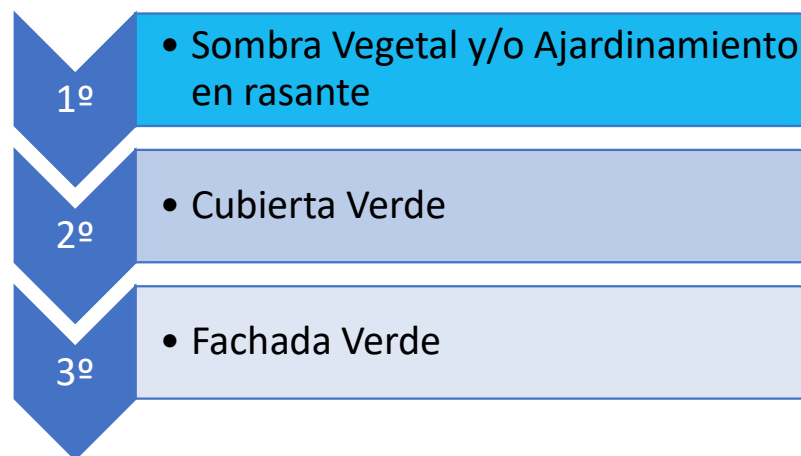 1º
• Sombra Vegetal y/o Ajardinamiento
en rasante
2º
• Cubierta Verde
3º
• Fachada Verde